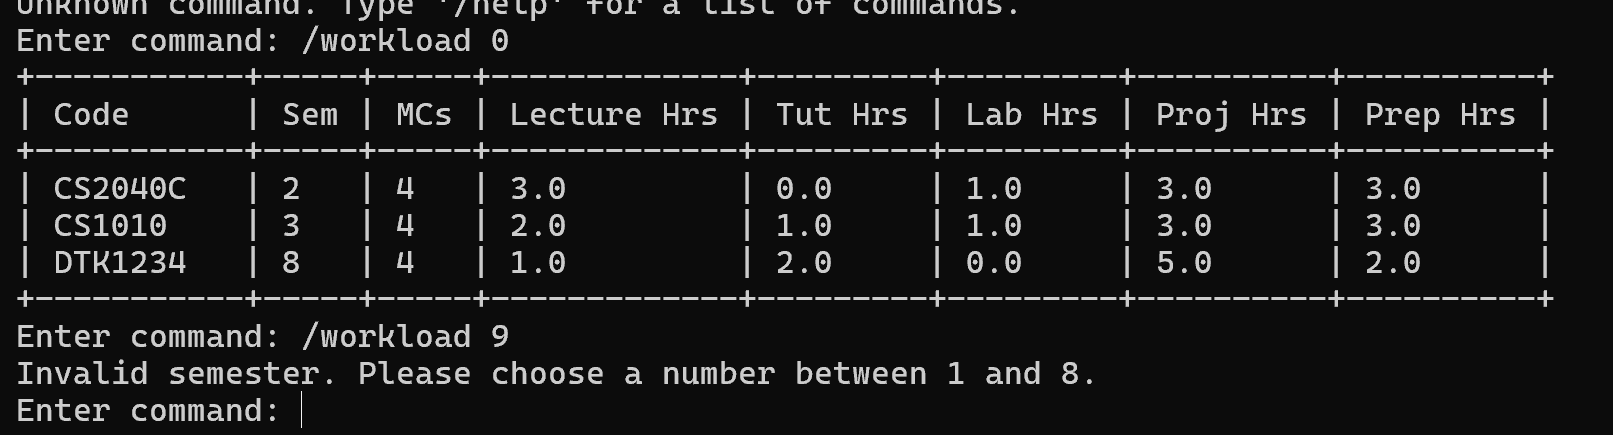 Unknown command. Type '/help' for a list of commands.
Enter command: /workload 0
+-----------+-----+-----+-------------+---------+---------+----------+----------+
| Code      | Sem | MCs | Lecture Hrs | Tut Hrs | Lab Hrs | Proj Hrs | Prep Hrs |
+-----------+-----+-----+-------------+---------+---------+----------+----------+
| CS2040C   | 2   | 4   | 3.0         | 0.0     | 1.0     | 3.0      | 3.0      |
| CS1010    | 3   | 4   | 2.0         | 1.0     | 1.0     | 3.0      | 3.0      |
| DTK1234   | 8   | 4   | 1.0         | 2.0     | 0.0     | 5.0      | 2.0      |
+-----------+-----+-----+-------------+---------+---------+----------+----------+
Enter command: /workload 9
Invalid semester. Please choose a number between 1 and 8.
Enter command: